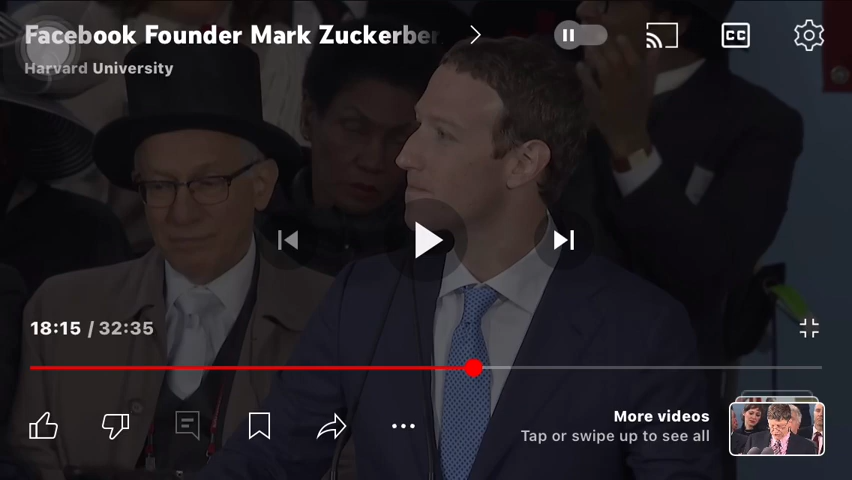 Facebook Founder Mark Zuckerber
Harvard University
CC
18:15 / 32:35
More videos
Tap or swipe up to see all